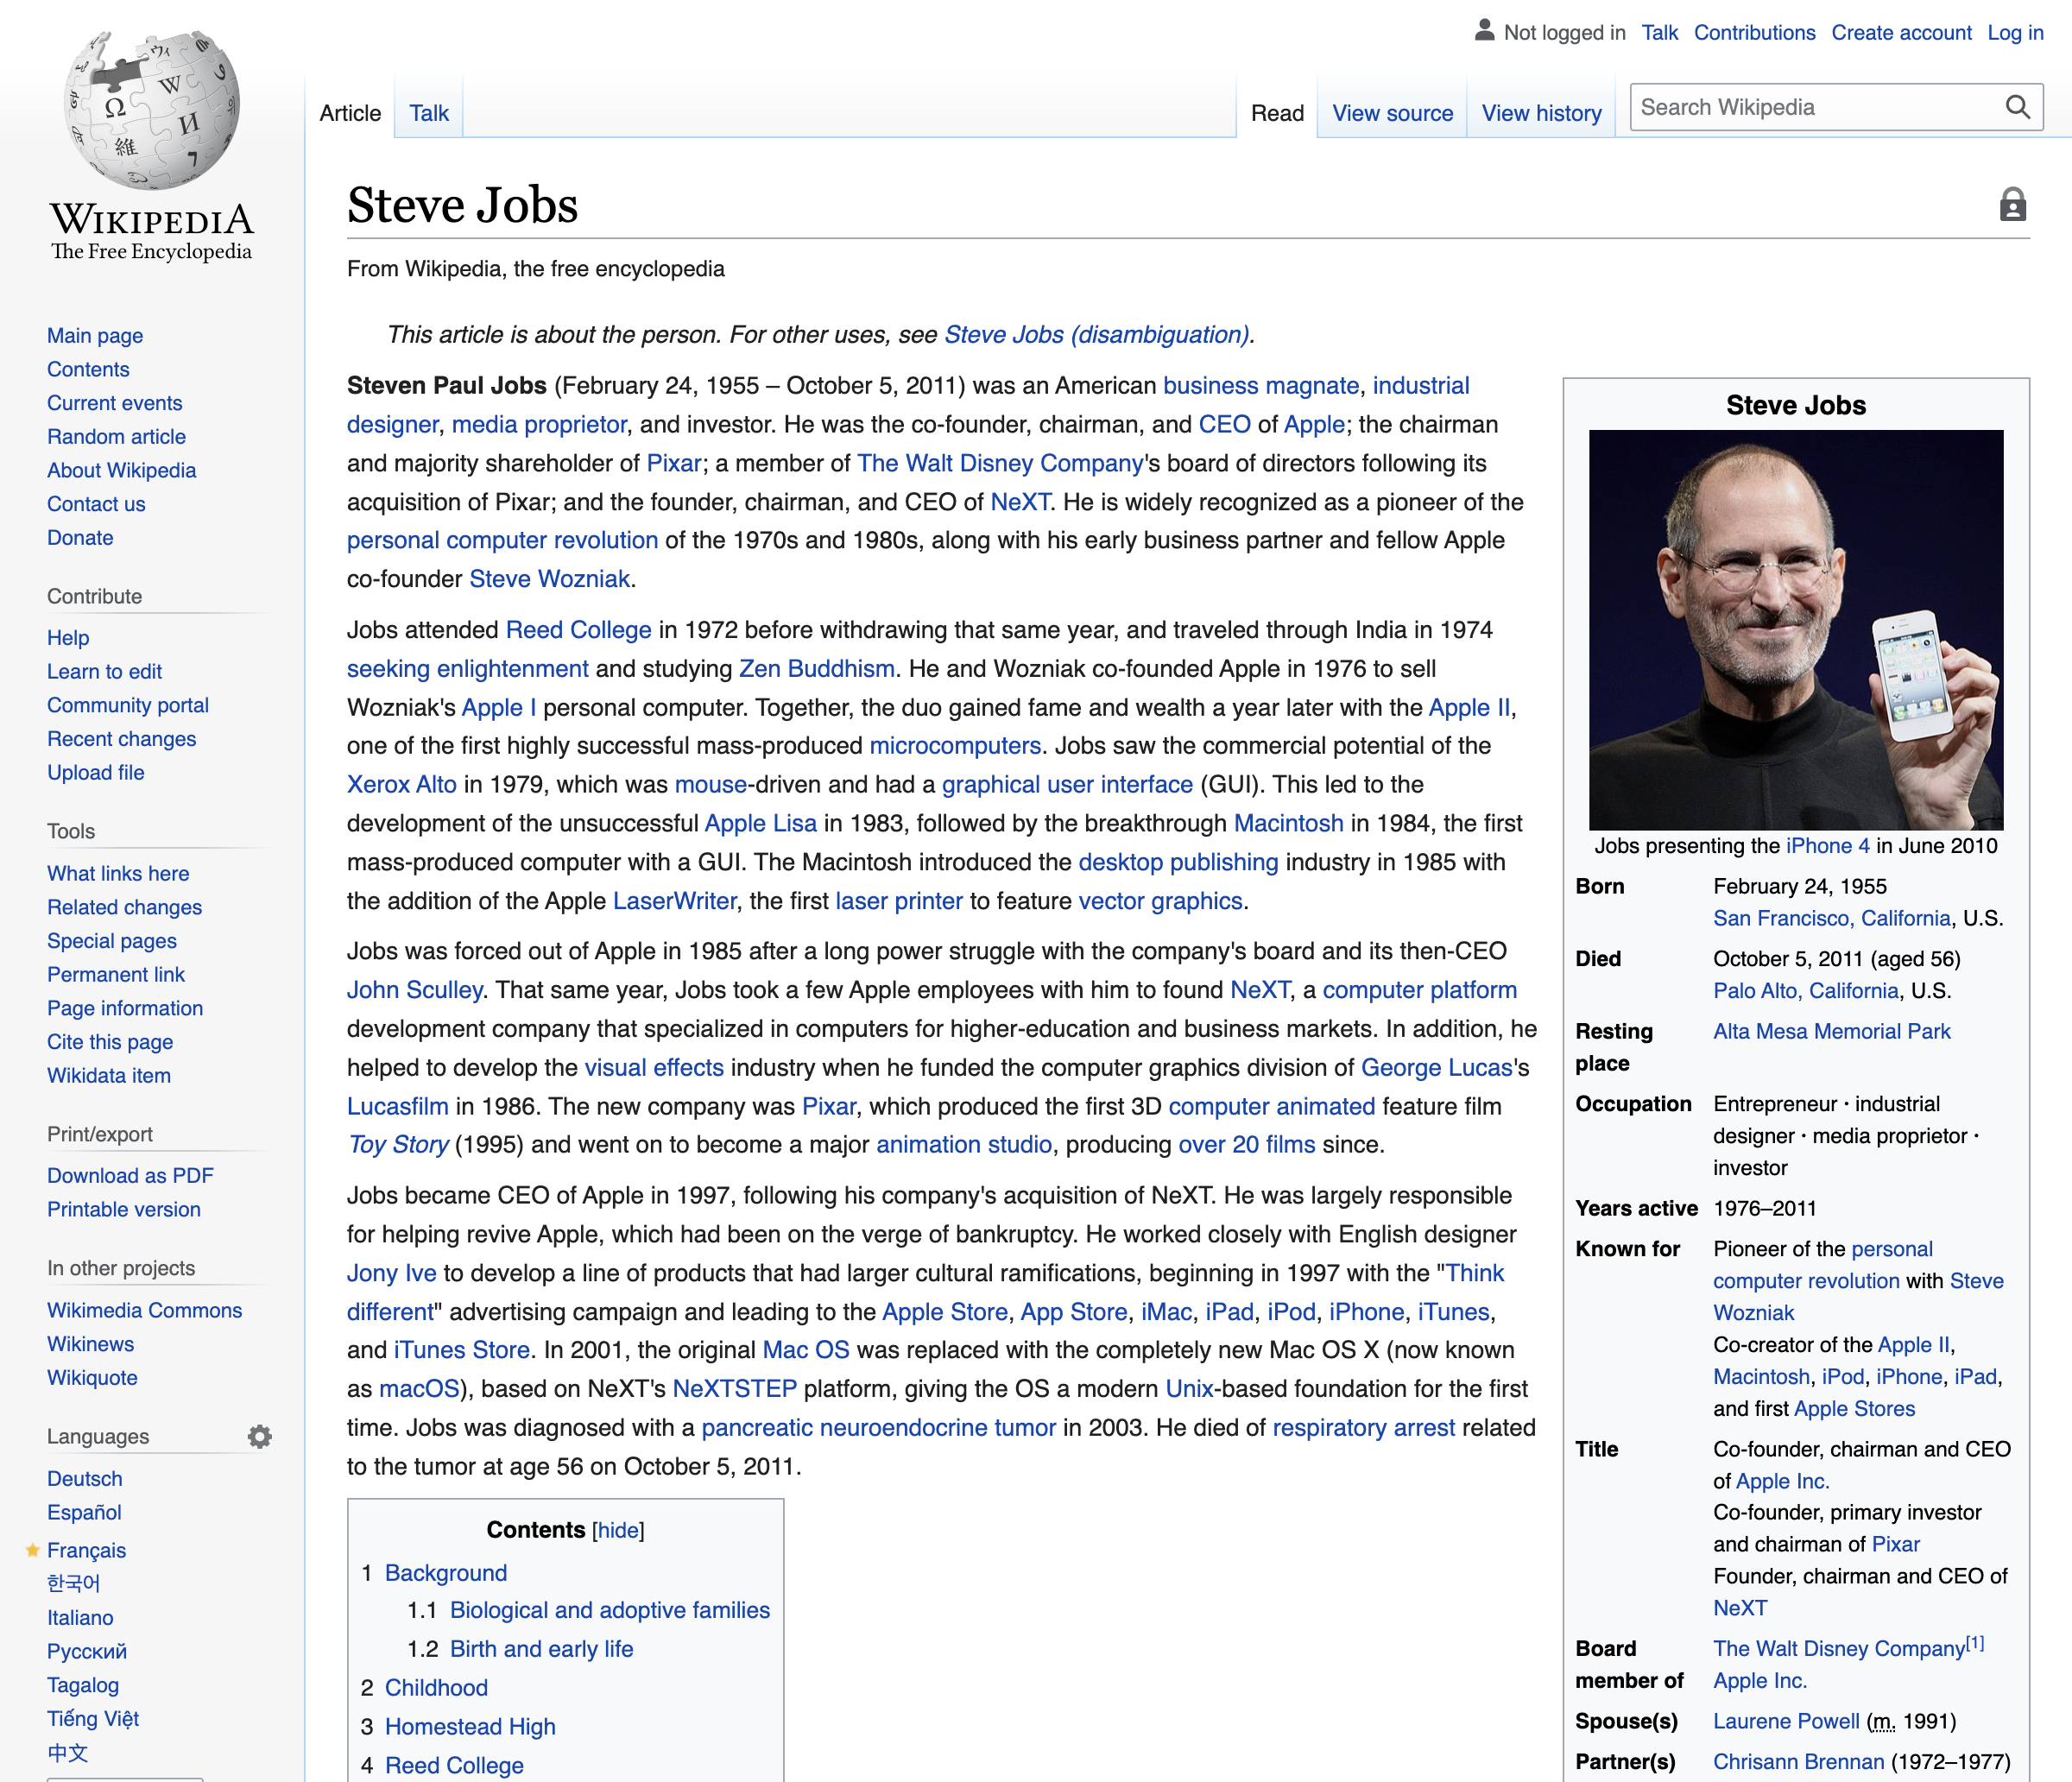 Not logged in Talk Contributions Create account Log in
Article Talk Read View source View history Search Wikipedia
WIKIPEDIA
The Free Encyclopedia
Main page
Contents
Current events
Random article
About Wikipedia
Contact us
Donate
Contribute
Help
Learn to edit
Community portal
Recent changes
Upload file
Tools
What links here
Related changes
Special pages
Permanent link
Page information
Cite this page
Wikidata item
Print/export
Download as PDF
Printable version
In other projects
Wikimedia Commons
Wikinews
Wikiquote
Languages
Deutsch
Español
Français
한국어
Italiano
Русский
Tagalog
Tiếng Việt
中文
Steve Jobs
From Wikipedia, the free encyclopedia
This article is about the person. For other uses, see Steve Jobs (disambiguation).
Steven Paul Jobs (February 24, 1955 – October 5, 2011) was an American business magnate, industrial
designer, media proprietor, and investor. He was the co-founder, chairman, and CEO of Apple; the chairman
and majority shareholder of Pixar; a member of The Walt Disney Company's board of directors following its
acquisition of Pixar; and the founder, chairman, and CEO of NeXT. He is widely recognized as a pioneer of the
personal computer revolution of the 1970s and 1980s, along with his early business partner and fellow Apple
co-founder Steve Wozniak.
Jobs attended Reed College in 1972 before withdrawing that same year, and traveled through India in 1974
seeking enlightenment and studying Zen Buddhism. He and Wozniak co-founded Apple in 1976 to sell
Wozniak's Apple I personal computer. Together, the duo gained fame and wealth a year later with the Apple II,
one of the first highly successful mass-produced microcomputers. Jobs saw the commercial potential of the
Xerox Alto in 1979, which was mouse-driven and had a graphical user interface (GUI). This led to the
development of the unsuccessful Apple Lisa in 1983, followed by the breakthrough Macintosh in 1984, the first
mass-produced computer with a GUI. The Macintosh introduced the desktop publishing industry in 1985 with
the addition of the Apple LaserWriter, the first laser printer to feature vector graphics.
Jobs was forced out of Apple in 1985 after a long power struggle with the company's board and its then-CEO
John Sculley. That same year, Jobs took a few Apple employees with him to found NeXT, a computer platform
development company that specialized in computers for higher-education and business markets. In addition, he
helped to develop the visual effects industry when he funded the computer graphics division of George Lucas's
Lucasfilm in 1986. The new company was Pixar, which produced the first 3D computer animated feature film
Toy Story (1995) and went on to become a major animation studio, producing over 20 films since.
Jobs became CEO of Apple in 1997, following his company's acquisition of NeXT. He was largely responsible
for helping revive Apple, which had been on the verge of bankruptcy. He worked closely with English designer
Jony Ive to develop a line of products that had larger cultural ramifications, beginning in 1997 with the "Think
different" advertising campaign and leading to the Apple Store, App Store, iMac, iPad, iPod, iPhone, iTunes,
and iTunes Store. In 2001, the original Mac OS was replaced with the completely new Mac OS X (now known
as macOS), based on NeXT's NeXTSTEP platform, giving the OS a modern Unix-based foundation for the first
time. Jobs was diagnosed with a pancreatic neuroendocrine tumor in 2003. He died of respiratory arrest related
to the tumor at age 56 on October 5, 2011.
Contents [hide]
1 Background
1.1 Biological and adoptive families
1.2 Birth and early life
2 Childhood
3 Homestead High
4 Reed College
Steve Jobs
Jobs presenting the iPhone 4 in June 2010
Born February 24, 1955
San Francisco, California, U.S.
Died October 5, 2011 (aged 56)
Palo Alto, California, U.S.
Resting Alta Mesa Memorial Park
place
Occupation Entrepreneur · industrial
designer · media proprietor ·
investor
Years active 1976–2011
Known for Pioneer of the personal
computer revolution with Steve
Wozniak
Co-creator of the Apple II,
Macintosh, iPod, iPhone, iPad,
and first Apple Stores
Title Co-founder, chairman and CEO
of Apple Inc.
Co-founder, primary investor
and chairman of Pixar
Founder, chairman and CEO of
NeXT
Board The Walt Disney Company[1]
member of Apple Inc.
Spouse(s) Laurene Powell (m. 1991)
Partner(s) Chrisann Brennan (1972–1977)